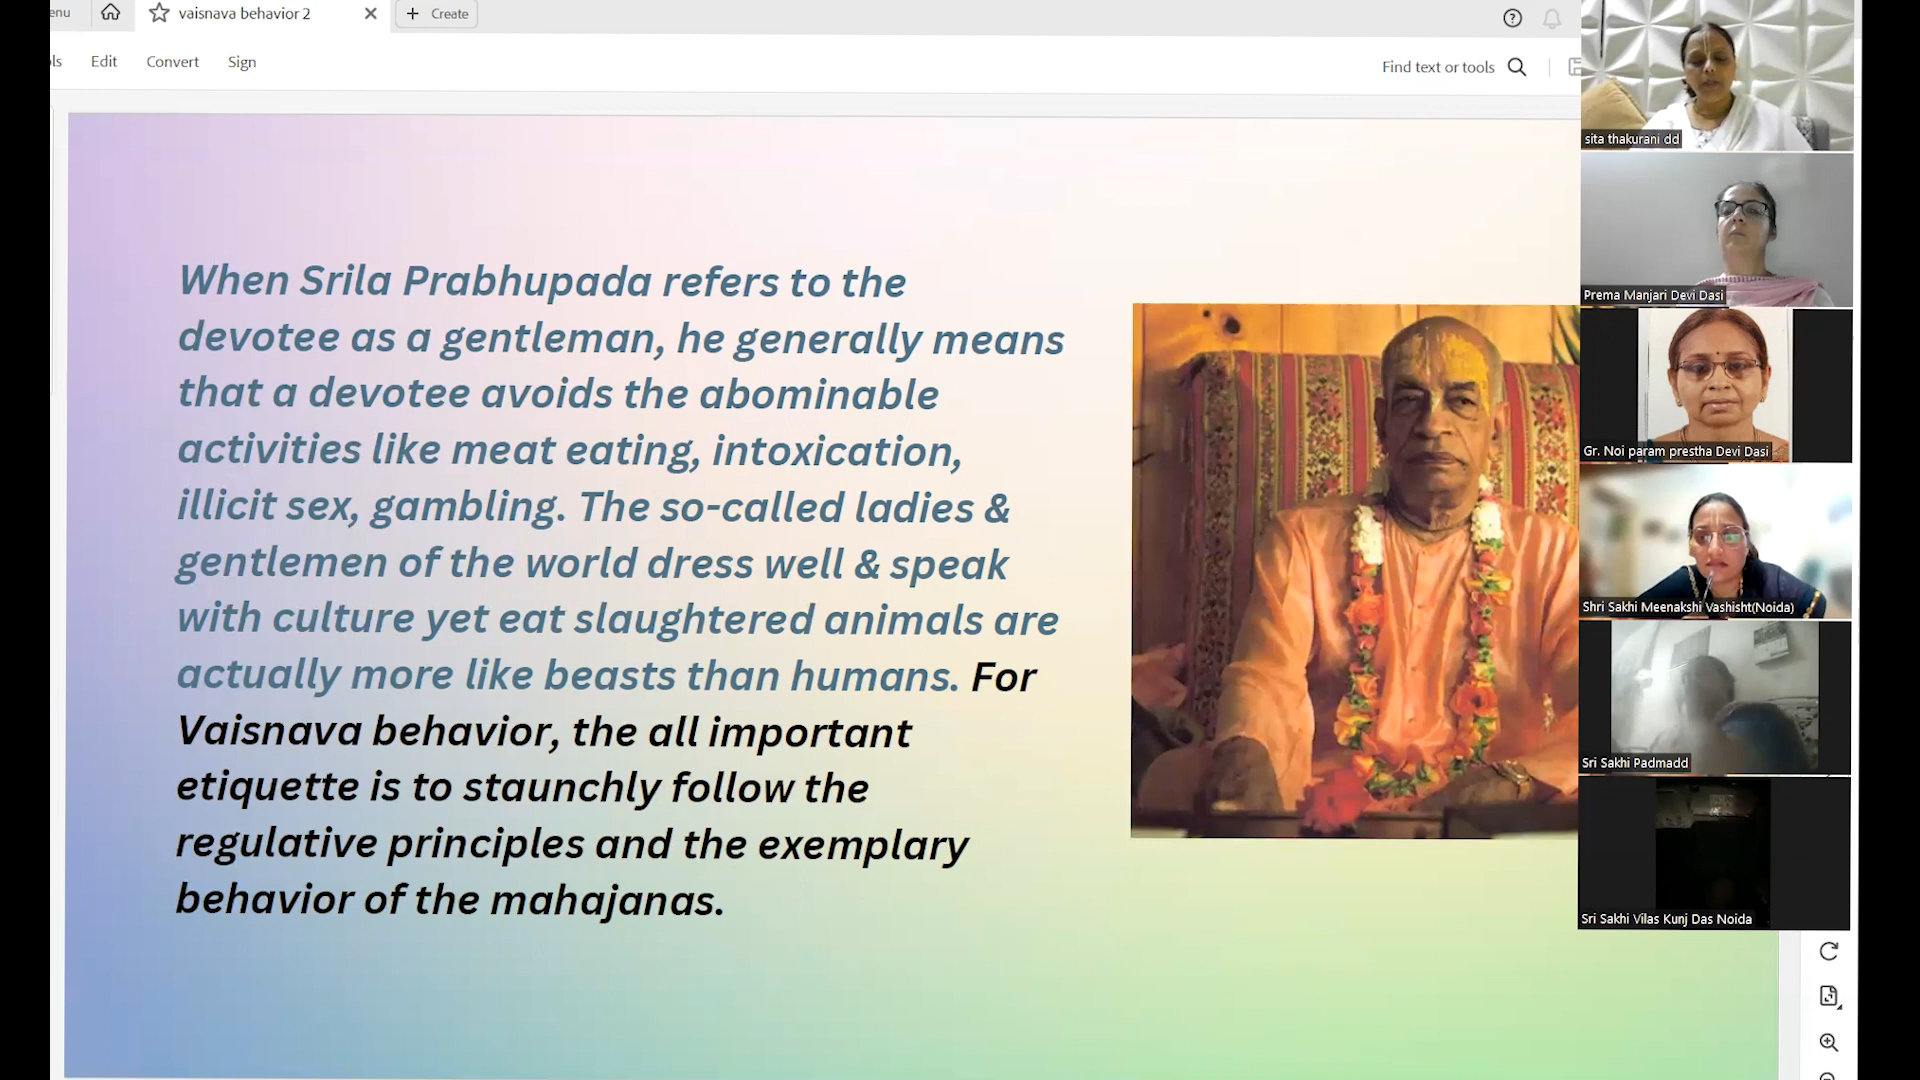 enu
vaisnava behavior 2
Create
ls
Edit
Convert
Sign
Find text or tools
When Srila Prabhupada refers to the
devotee as a gentleman, he generally means
that a devotee avoids the abominable
activities like meat eating, intoxication,
illicit sex, gambling. The so-called ladies &
gentlemen of the world dress well & speak
with culture yet eat slaughtered animals are
actually more like beasts than humans. For
Vaisnava behavior, the all important
etiquette is to staunchly follow the
regulative principles and the exemplary
behavior of the mahajanas.
sita thakurani dd
Prema Manjari Devi Dasi
Gr. Noi param prestha Devi Dasi
Shri Sakhi Meenakshi Vashisht(Noida)
Sri Sakhi Padmadd
Sri Sakhi Vilas Kunj Das Noida